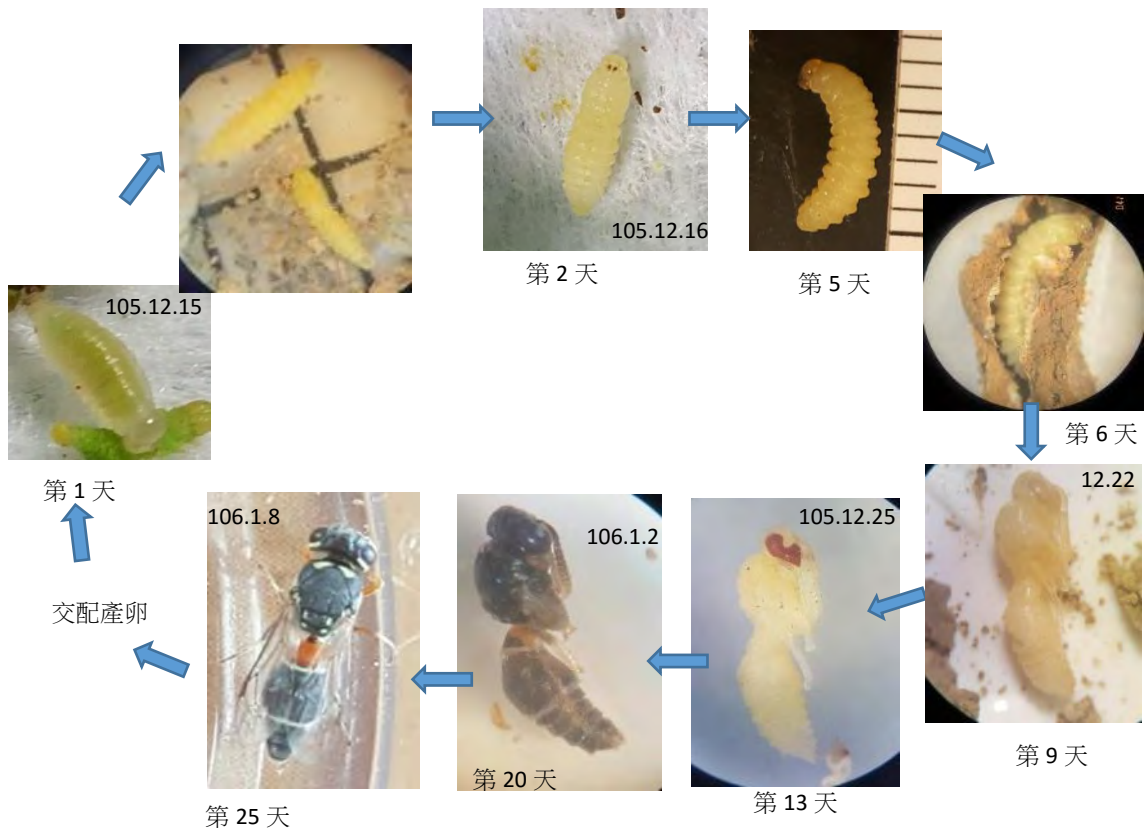 105.12.15
第 1 天
105.12.16
第 2 天
第 5 天
第 6 天
12.22
第 9 天
105.12.25
第 13 天
106.1.2
第 20 天
106.1.8
第 25 天
交配產卵